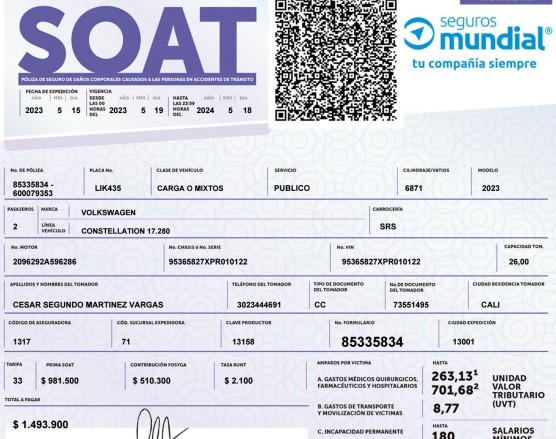 SOAT
seguros
mundial®
tu compañía siempre
PÓLIZA DE SEGURO DE DAÑOS CORPORALES CAUSADOS A LAS PERSONAS EN ACCIDENTES DE TRÁNSITO
FECHA DE EXPEDICIÓN VIGENCIA
AÑO MES DIA DESDE LAS 00 HORAS DEL AÑO MES DIA HASTA LAS 23:59 HORAS DEL AÑO MES DIA
2023 5 15 2023 5 19 2024 5 18
No. DE PÓLIZA. PLACA No. CLASE DE VEHÍCULO SERVICIO CILINDRAJE/VATIOS MODELO
85335834 - 600079353 LIK435 CARGA O MIXTOS PUBLICO 6871 2023
PASAJEROS MARCA VOLKSWAGEN CARROCERÍA
2 LÍNEA VEHÍCULO CONSTELLATION 17.280 SRS
No. MOTOR No. CHASIS ó No. SERIE No. VIN CAPACIDAD TON.
2096292A596286 95365827XPR010122 95365827XPR010122 26,00
APELLIDOS Y NOMBRES DEL TOMADOR TELÉFONO DEL TOMADOR TIPO DE DOCUMENTO DEL TOMADOR No.DE DOCUMENTO DEL TOMADOR CIUDAD RESIDENCIA TOMADOR
CESAR SEGUNDO MARTINEZ VARGAS 3023444691 CC 73551495 CALI
CÓDIGO DE ASEGURADORA CÓD. SUCURSAL EXPEDIDORA CLAVE PRODUCTOR No. FORMULARIO CIUDAD EXPEDICIÓN
1317 71 13158 85335834 13001
TARIFA PRIMA SOAT CONTRIBUCIÓN FOSYGA TASA RUNT AMPAROS POR VICTIMA HASTA
33 $ 981.500 $ 510.300 $ 2.100
A. GASTOS MÉDICOS QUIRURGICOS, FARMACÉUTICOS Y HOSPITALARIOS 263,13¹ 701,68² UNIDAD VALOR TRIBUTARIO (UVT)
B. GASTOS DE TRANSPORTE Y MOVILIZACIÓN DE VICTIMAS 8,77
TOTAL A PAGAR
$ 1.493.900
C. INCAPACIDAD PERMANENTE HASTA 180 SALARIOS MÍNIMOS